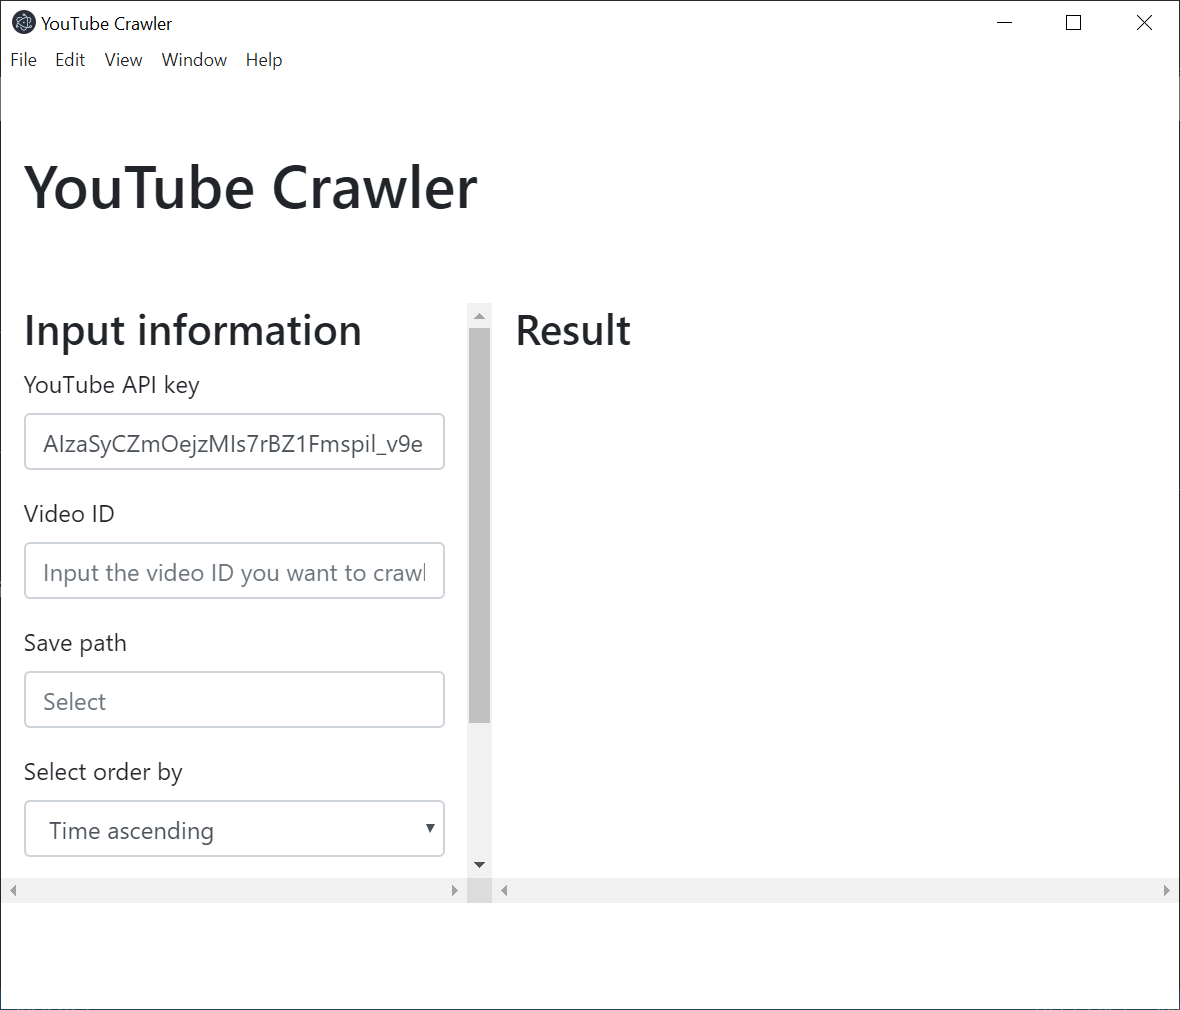 YouTube Crawler
File Edit View Window Help
YouTube Crawler
Input information
YouTube API key
AIzaSyCZmOejzMIs7rBZ1Fmspil_v9e
Video ID
Input the video ID you want to crawl
Save path
Select
Select order by
Time ascending
Result